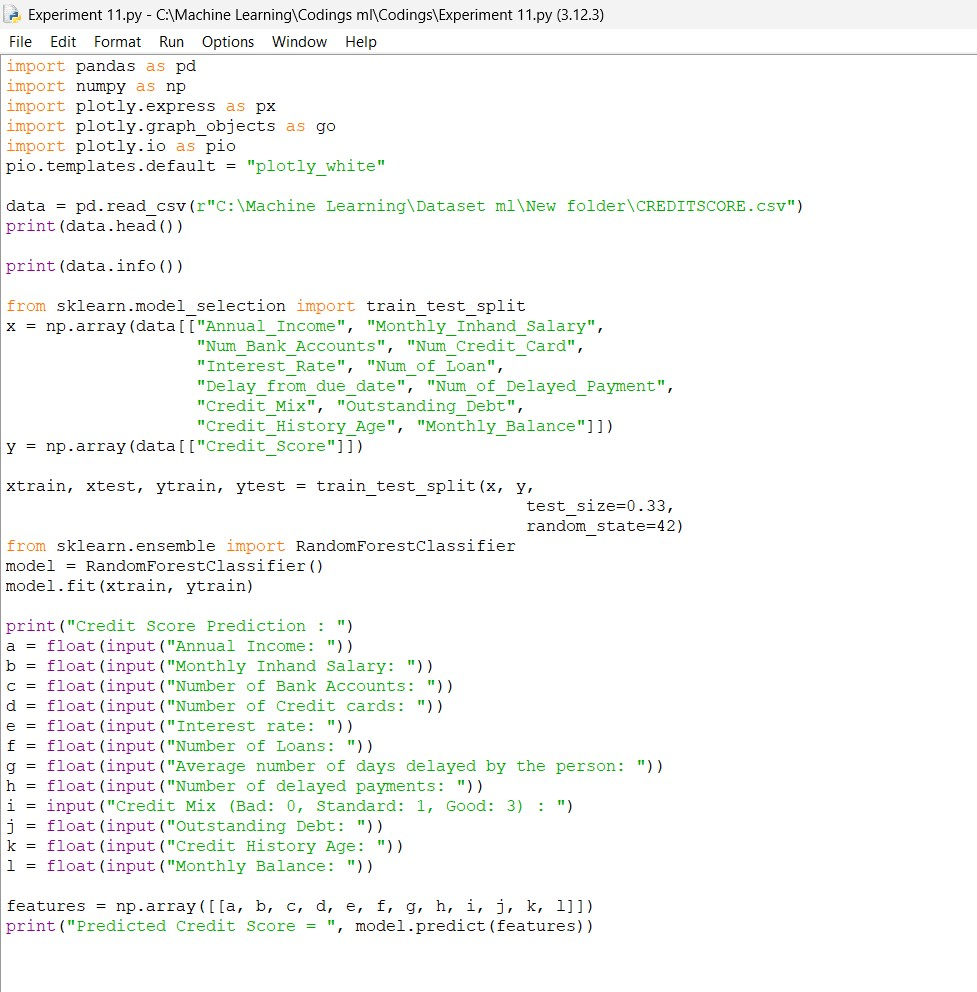 Experiment 11.py - C:\Machine Learning\Codings ml\Codings\Experiment 11.py (3.12.3)
File Edit Format Run Options Window Help
import pandas as pd
import numpy as np
import plotly.express as px
import plotly.graph_objects as go
import plotly.io as pio
pio.templates.default = "plotly_white"

data = pd.read_csv(r"C:\Machine Learning\Dataset ml\New folder\CREDITSCORE.csv")
print(data.head())

print(data.info())

from sklearn.model_selection import train_test_split
x = np.array(data[["Annual_Income", "Monthly_Inhand_Salary",
                   "Num_Bank_Accounts", "Num_Credit_Card",
                   "Interest_Rate", "Num_of_Loan",
                   "Delay_from_due_date", "Num_of_Delayed_Payment",
                   "Credit_Mix", "Outstanding_Debt",
                   "Credit_History_Age", "Monthly_Balance"]])
y = np.array(data[["Credit_Score"]])

xtrain, xtest, ytrain, ytest = train_test_split(x, y,
                                                    test_size=0.33,
                                                    random_state=42)
from sklearn.ensemble import RandomForestClassifier
model = RandomForestClassifier()
model.fit(xtrain, ytrain)

print("Credit Score Prediction : ")
a = float(input("Annual Income: "))
b = float(input("Monthly Inhand Salary: "))
c = float(input("Number of Bank Accounts: "))
d = float(input("Number of Credit cards: "))
e = float(input("Interest rate: "))
f = float(input("Number of Loans: "))
g = float(input("Average number of days delayed by the person: "))
h = float(input("Number of delayed payments: "))
i = input("Credit Mix (Bad: 0, Standard: 1, Good: 3) : ")
j = float(input("Outstanding Debt: "))
k = float(input("Credit History Age: "))
l = float(input("Monthly Balance: "))

features = np.array([[a, b, c, d, e, f, g, h, i, j, k, l]])
print("Predicted Credit Score = ", model.predict(features))